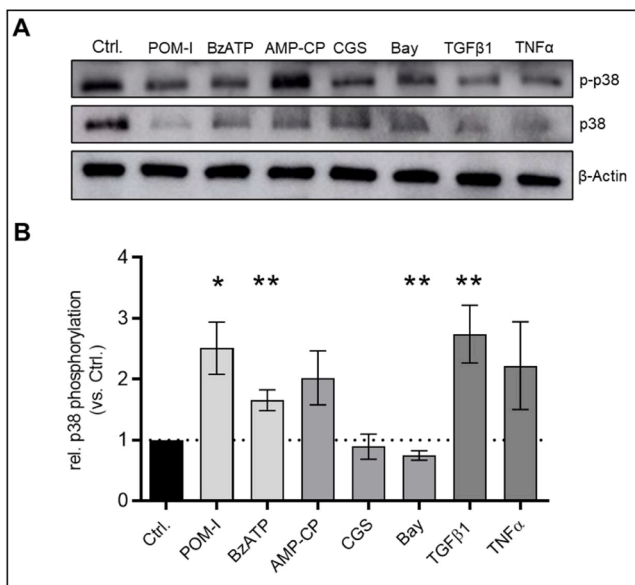 A
Ctrl. POM-I BzATP AMP-CP CGS Bay TGFβ1 TNFα
p-p38
p38
β-Actin
B
rel. p38 phosphorylation
(vs. Ctrl.)
4
3
2
1
0
* ** ** **
Ctrl. POM-I BzATP AMP-CP CGS Bay TGFβ1 TNFα